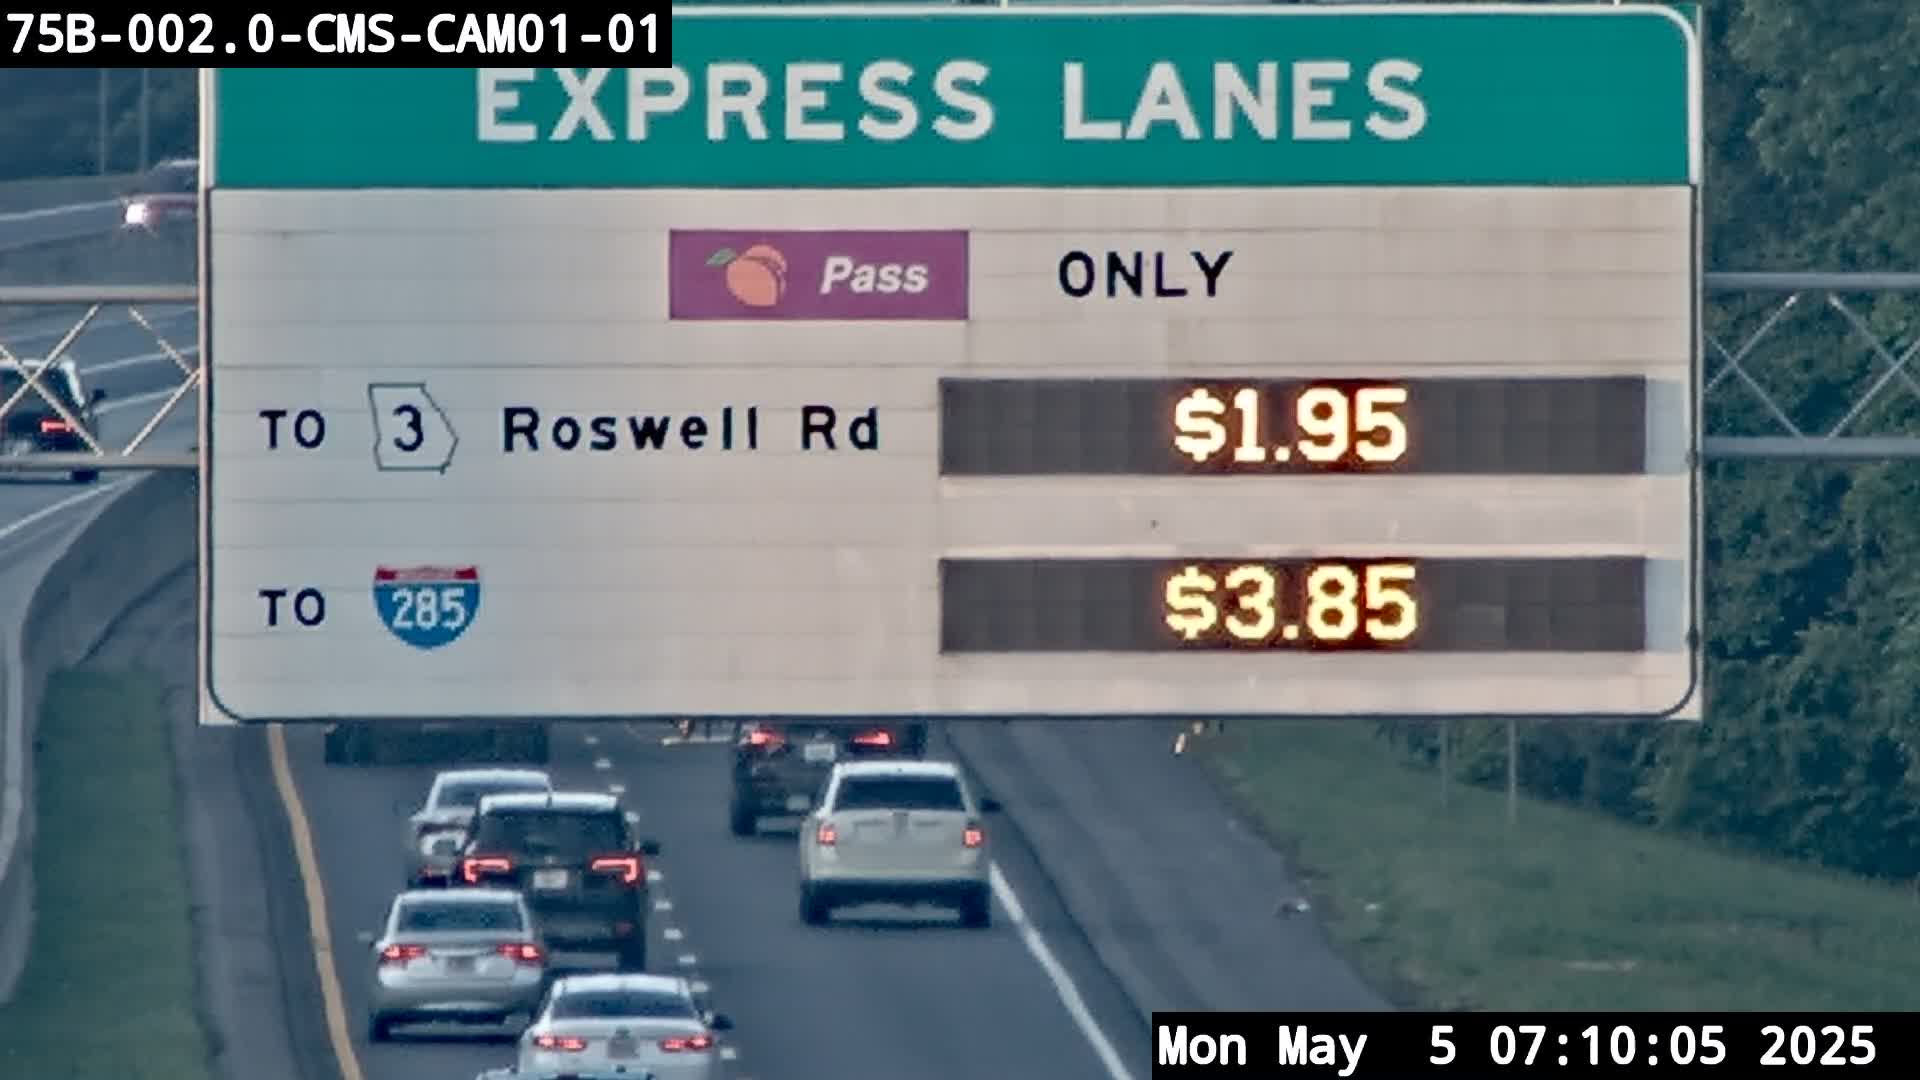 75B-002.0-CMS-CAM01-01
EXPRESS LANES
Pass ONLY
TO 3 Roswell Rd $1.95
TO 285 $3.85
Mon May 5 07:10:05 2025